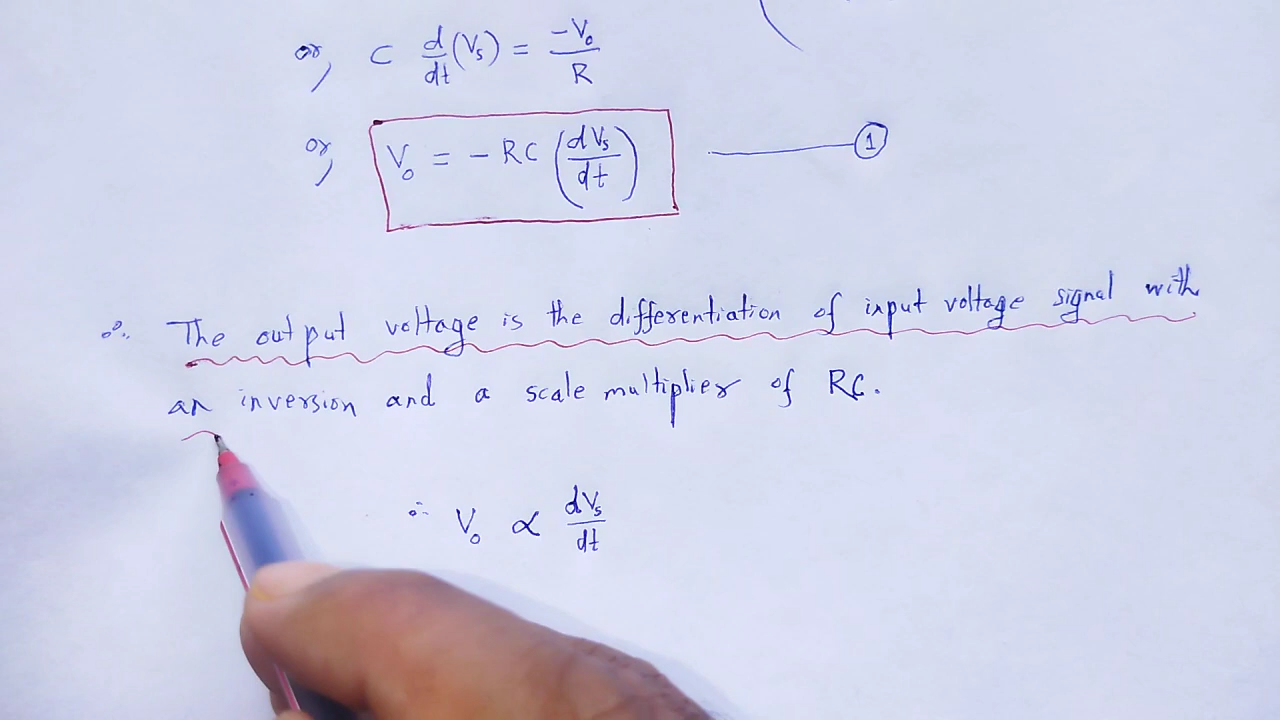 or, C d/dt (Vs) = -Vo/R
or, Vo = - RC (dVs/dt) ——— 1
∴ The output voltage is the differentiation of input voltage signal with
an inversion and a scale multiplier of RC.
∴ Vo ∝ dVs/dt